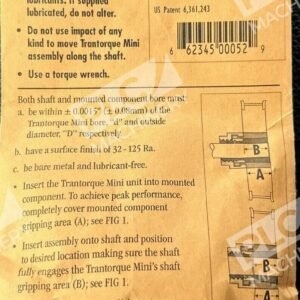 lubricants. If supplied
lubricated, do not alter.
US Patent 6,361,243
• Do not use impact of any
kind to move Trantorque Mini
assembly along the shaft.
• Use a torque wrench.
6 62345 00052 9
Both shaft and mounted component bore must:
a. be within ± 0.0015" (± 0.08mm) of the
Trantorque Mini bore, "d" and outside
diameter, "D" respectively.
b. have a surface finish of 32 - 125 Ra.
c. be bare metal and lubricant-free.
• Insert the Trantorque Mini unit into mounted
component. To achieve peak performance,
completely cover mounted component
gripping area (A); see FIG 1.
• Insert assembly onto shaft and position
to desired location making sure the shaft
fully engages the Trantorque Mini's shaft
gripping area (B); see FIG 1.
B
A
B
A